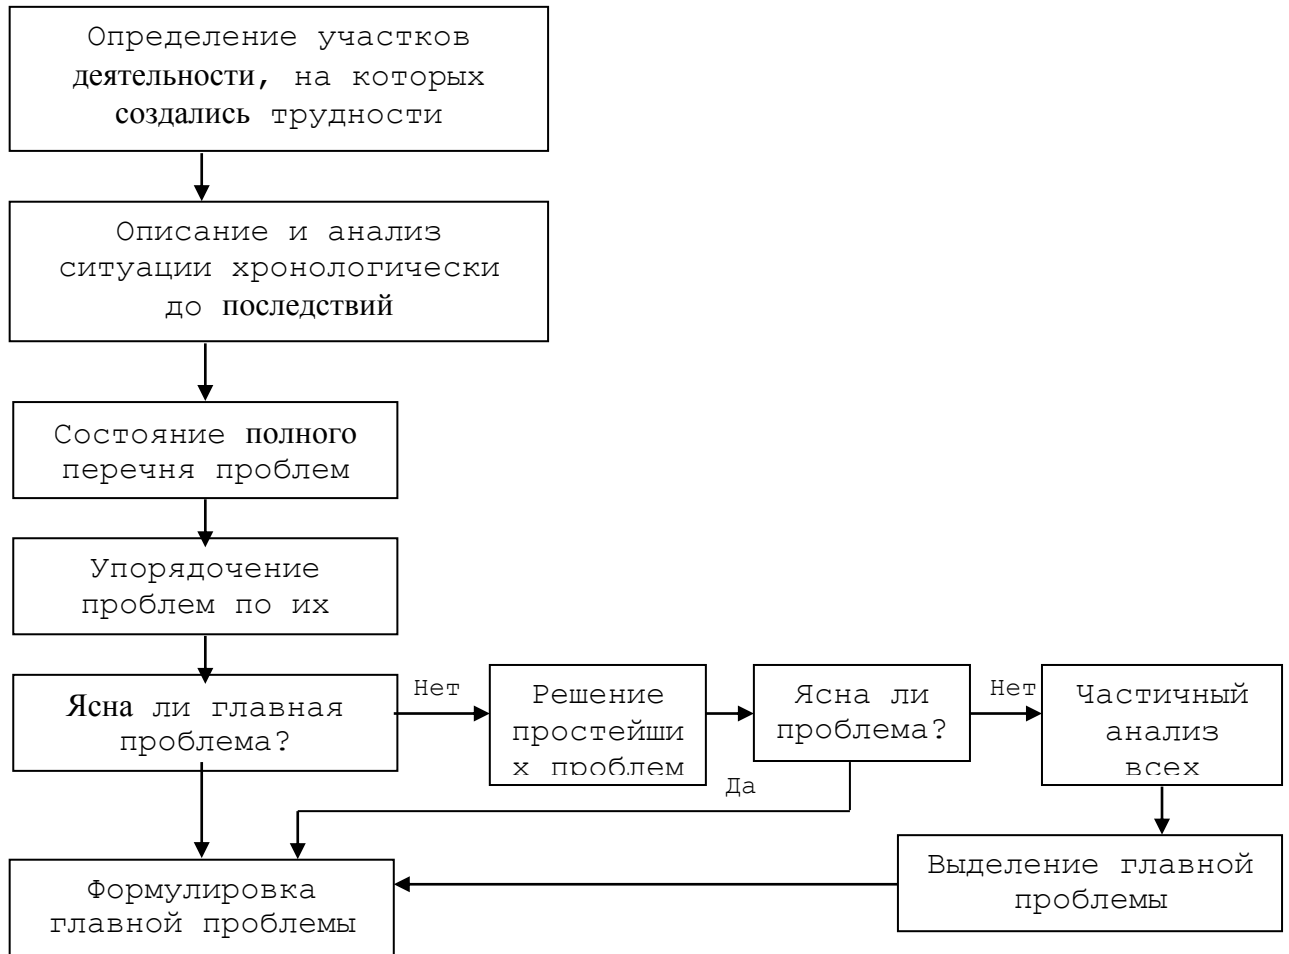 Определение участков
деятельности, на которых
создались трудности
Описание и анализ
ситуации хронологически
до последствий
Состояние полного
перечня проблем
Упорядочение
проблем по их
Ясна ли главная
проблема?
Нет
Решение
простейши
х проблем
Ясна ли
проблема?
Нет
Частичный
анализ
всех
Да
Выделение главной
проблемы
Формулировка
главной проблемы